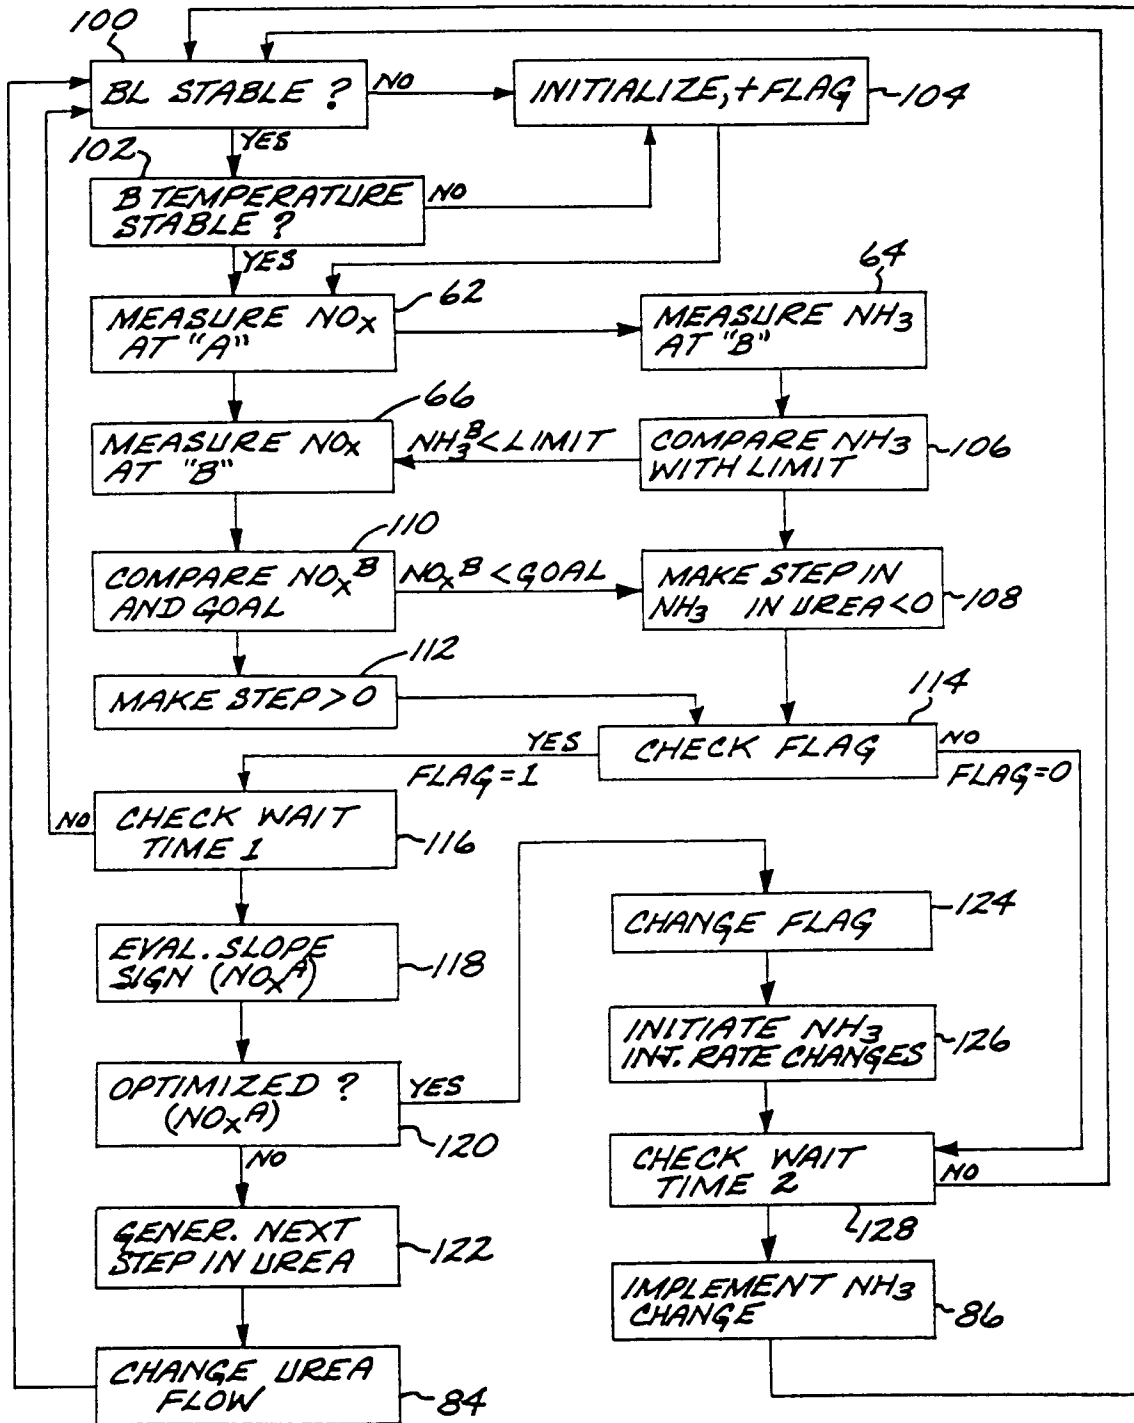 100
BL STABLE ?
NO
INITIALIZE, + FLAG
104
YES
102
B TEMPERATURE
STABLE ?
NO
YES
62
MEASURE NOX
AT "A"
64
MEASURE NH3
AT "B"
66
MEASURE NOX
AT "B"
NH3B < LIMIT
COMPARE NH3
WITH LIMIT
106
110
COMPARE NOXB
AND GOAL
NOXB < GOAL
MAKE STEP IN
NH3 IN UREA < 0
108
112
MAKE STEP > 0
114
CHECK FLAG
YES
FLAG = 1
NO
FLAG = 0
NO
CHECK WAIT
TIME 1
116
124
CHANGE FLAG
EVAL. SLOPE
SIGN (NOXA)
118
INITIATE NH3
INJ. RATE CHANGES
126
OPTIMIZED ?
(NOXA)
YES
120
NO
CHECK WAIT
TIME 2
NO
128
GENER. NEXT
STEP IN UREA
122
IMPLEMENT NH3
CHANGE
86
CHANGE UREA
FLOW
84